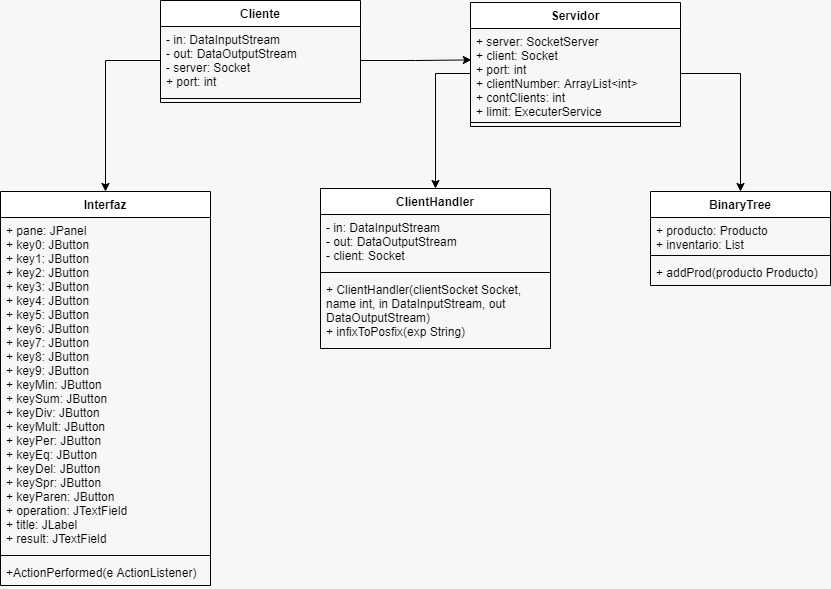 Cliente
- in: DataInputStream
- out: DataOutputStream
- server: Socket
+ port: int
Servidor
+ server: SocketServer
+ client: Socket
+ port: int
+ clientNumber: ArrayList<int>
+ contClients: int
+ limit: ExecuterService
Interfaz
+ pane: JPanel
+ key0: JButton
+ key1: JButton
+ key2: JButton
+ key3: JButton
+ key4: JButton
+ key5: JButton
+ key6: JButton
+ key7: JButton
+ key8: JButton
+ key9: JButton
+ keyMin: JButton
+ keySum: JButton
+ keyDiv: JButton
+ keyMult: JButton
+ keyPer: JButton
+ keyEq: JButton
+ keyDel: JButton
+ keySpr: JButton
+ keyParen: JButton
+ operation: JTextField
+ title: JLabel
+ result: JTextField
+ActionPerformed(e ActionListener)
ClientHandler
- in: DataInputStream
- out: DataOutputStream
- client: Socket
+ ClientHandler(clientSocket Socket,
name int, in DataInputStream, out
DataOutputStream)
+ infixToPosfix(exp String)
BinaryTree
+ producto: Producto
+ inventario: List
+ addProd(producto Producto)